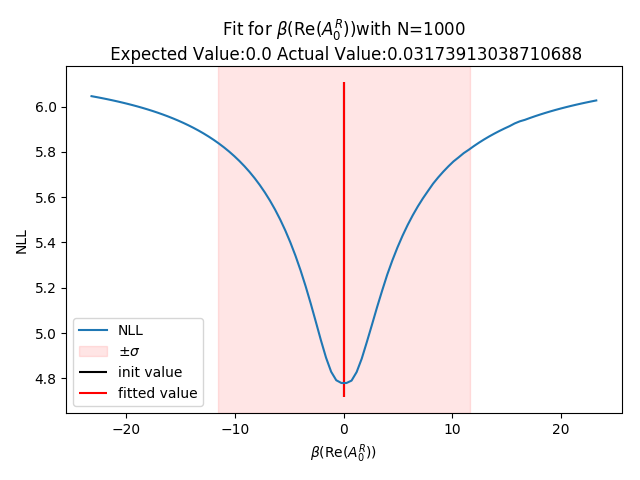 Fit for β(Re(A₀ᴿ))with N=1000
Expected Value:0.0 Actual Value:0.03173913038710688
NLL
6.0
5.8
5.6
5.4
5.2
5.0
4.8
NLL
±σ
init value
fitted value
−20
−10
0
10
20
β(Re(A₀ᴿ))